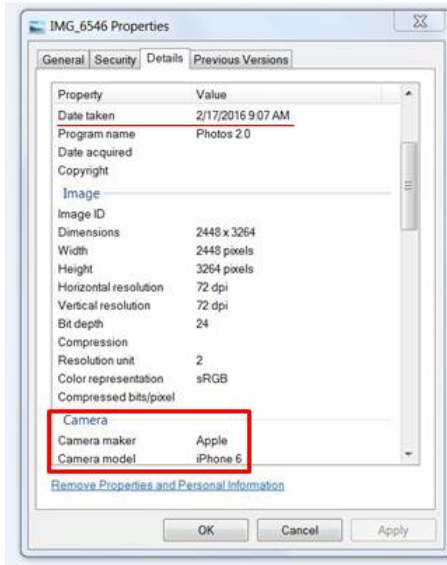 IMG_6546 Properties
General Security Details Previous Versions
Property Value
Date taken 2/17/2016 9:07 AM
Program name Photos 2.0
Date acquired
Copyright
Image
Image ID
Dimensions 2448 x 3264
Width 2448 pixels
Height 3264 pixels
Horizontal resolution 72 dpi
Vertical resolution 72 dpi
Bit depth 24
Compression
Resolution unit 2
Color representation sRGB
Compressed bits/pixel
Camera
Camera maker Apple
Camera model iPhone 6
Remove Properties and Personal Information
OK Cancel Apply